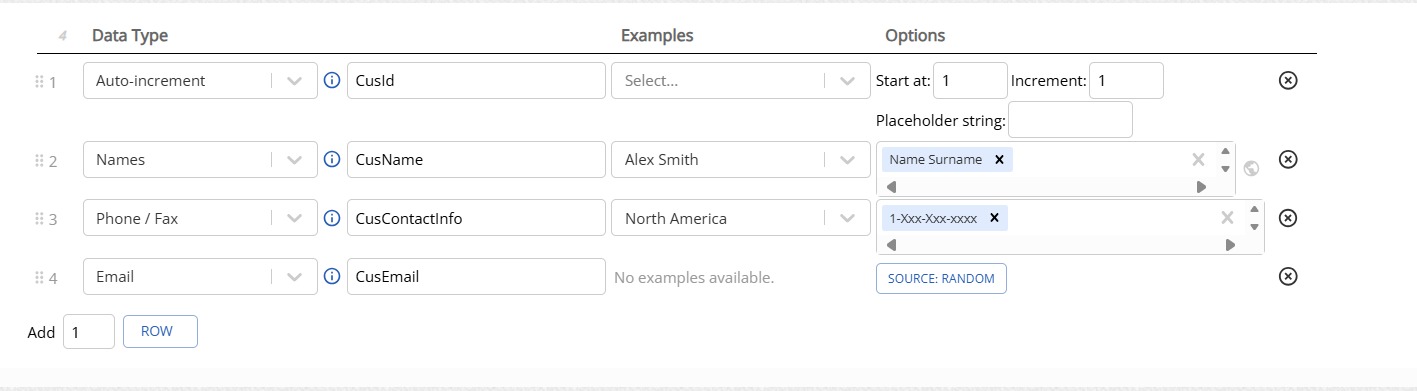 4 Data Type Examples Options
1 Auto-increment CusId Select... Start at: 1 Increment: 1
Placeholder string:
2 Names CusName Alex Smith Name Surname
3 Phone / Fax CusContactInfo North America 1-Xxx-Xxx-xxxx
4 Email CusEmail No examples available. SOURCE: RANDOM
Add 1 ROW